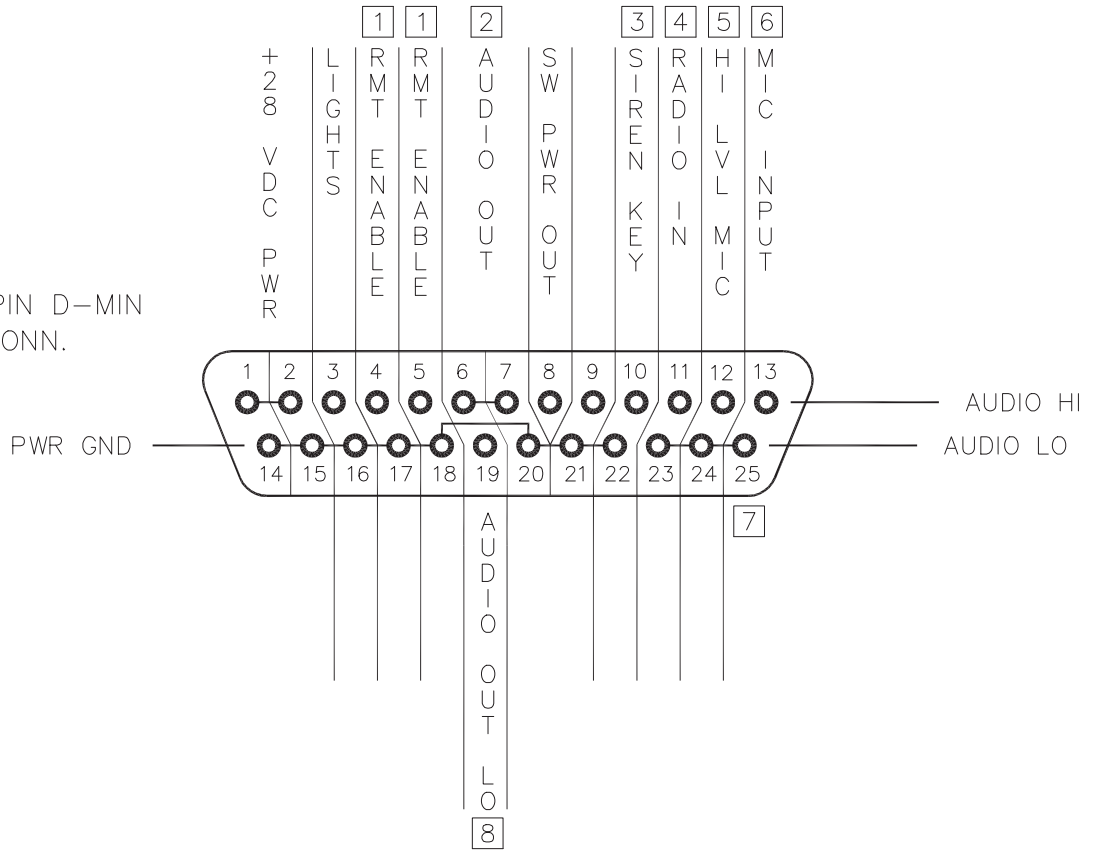 1 1 2 3 4 5 6
+28 VDC PWR
LIGHTS
RMT ENABLE
RMT ENABLE
AUDIO OUT
SW PWR OUT
SIREN KEY
RADIO IN
HI LVL MIC
MIC INPUT
PIN D-MIN
ONN.
1 2 3 4 5 6 7 8 9 10 11 12 13
AUDIO HI
PWR GND
AUDIO LO
14 15 16 17 18 19 20 21 22 23 24 25
7
AUDIO OUT LO
8